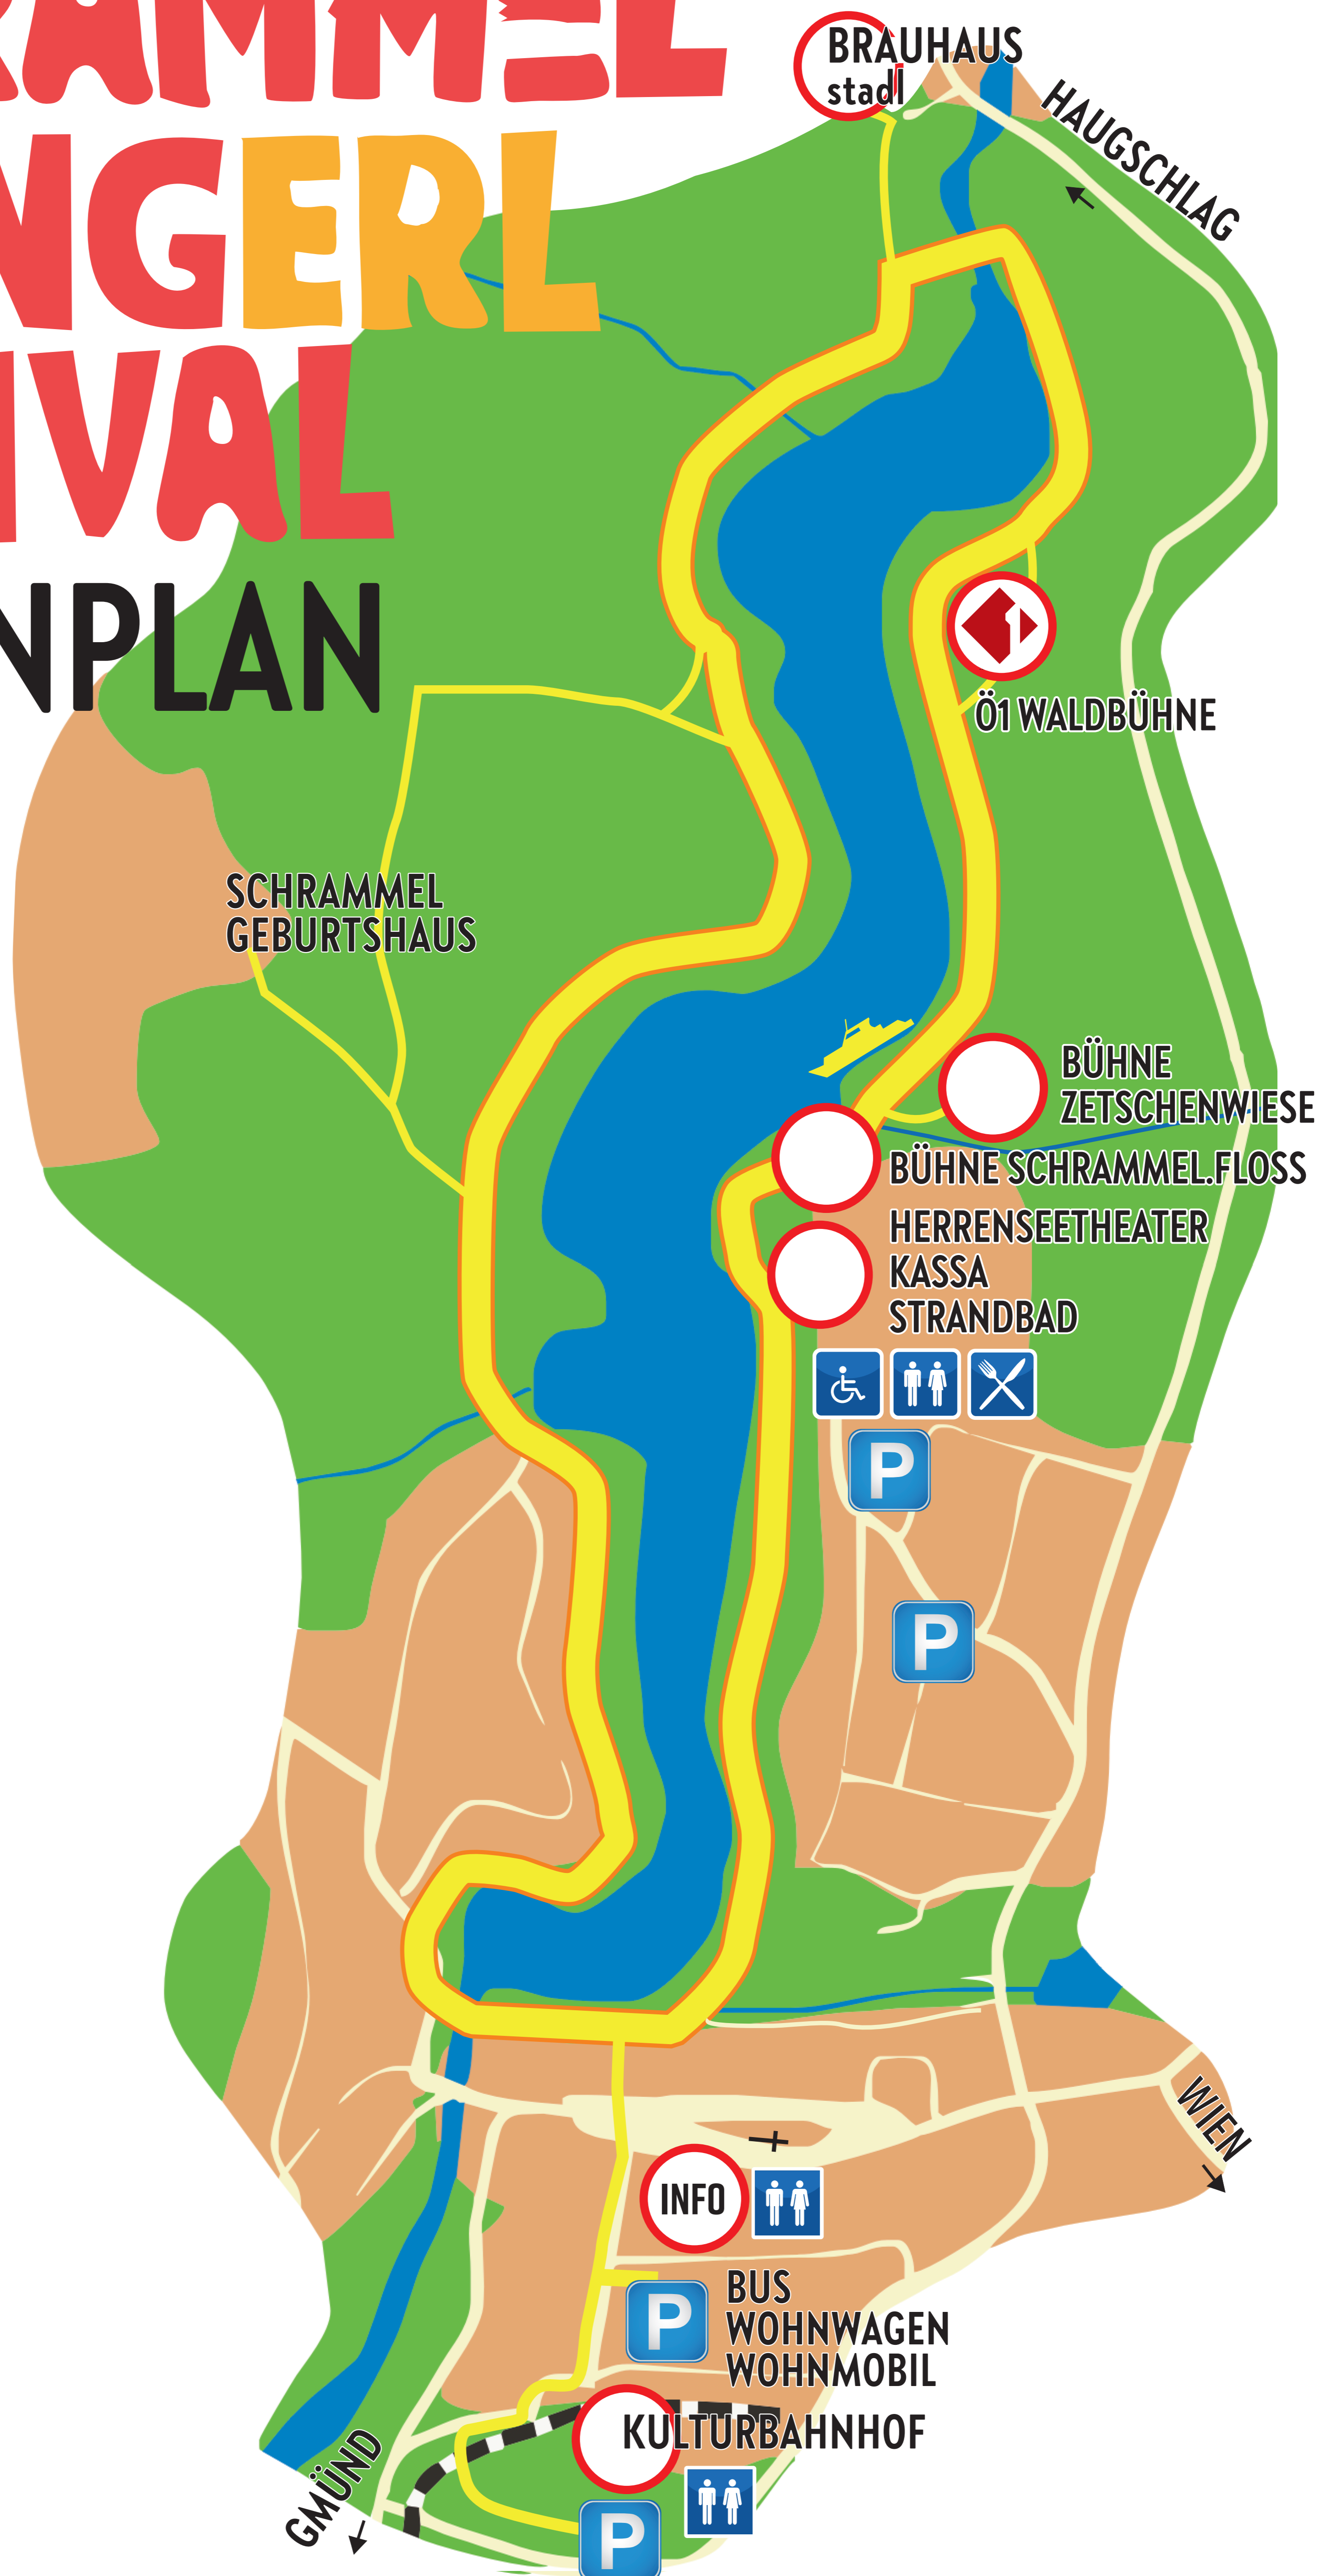 RAMMEL
NGERL
IVAL
NPLAN
BRAUHAUS
stadl
HAUGSCHLAG
Ö1 WALDBÜHNE
SCHRAMMEL
GEBURTSHAUS
BÜHNE
ZETSCHENWIESE
BÜHNE SCHRAMMEL.FLOSS
HERRENSEETHEATER
KASSA
STRANDBAD
P
P
WIEN
INFO
P
BUS
WOHNWAGEN
WOHNMOBIL
KULTURBAHNHOF
GMÜND
P